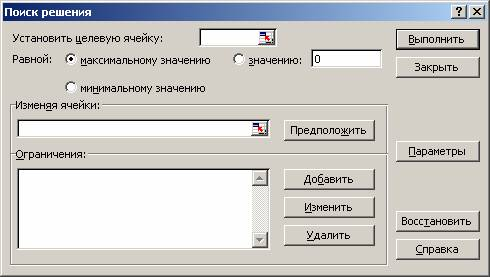 Поиск решения
Установить целевую ячейку:
Выполнить
Равной:
максимальному значению
значению:
0
Закрыть
минимальному значению
Изменяя ячейки:
Предположить
Ограничения:
Параметры
Добавить
Изменить
Удалить
Восстановить
Справка